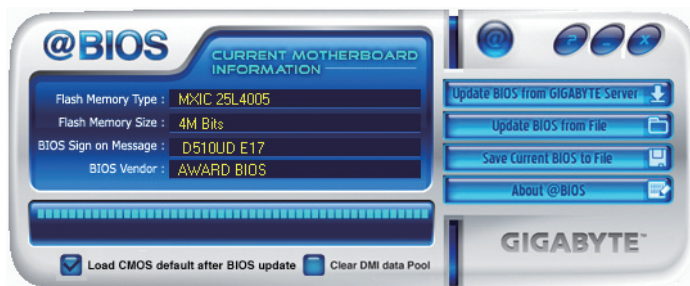 @BIOS
CURRENT MOTHERBOARD
INFORMATION
Flash Memory Type : MXIC 25L4005
Flash Memory Size : 4M Bits
BIOS Sign on Message : D510UD E17
BIOS Vendor : AWARD BIOS
Load CMOS default after BIOS update Clear DMI data Pool
@ ? _ x
Update BIOS from GIGABYTE Server
Update BIOS from File
Save Current BIOS to File
About @BIOS
GIGABYTE™